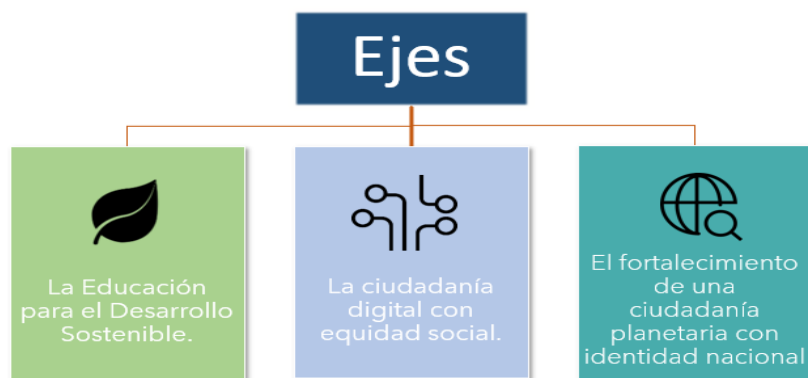 Ejes
La Educación
para el Desarrollo
Sostenible.
La ciudadanía
digital con
equidad social.
El fortalecimiento
de una
ciudadanía
planetaria con
identidad nacional